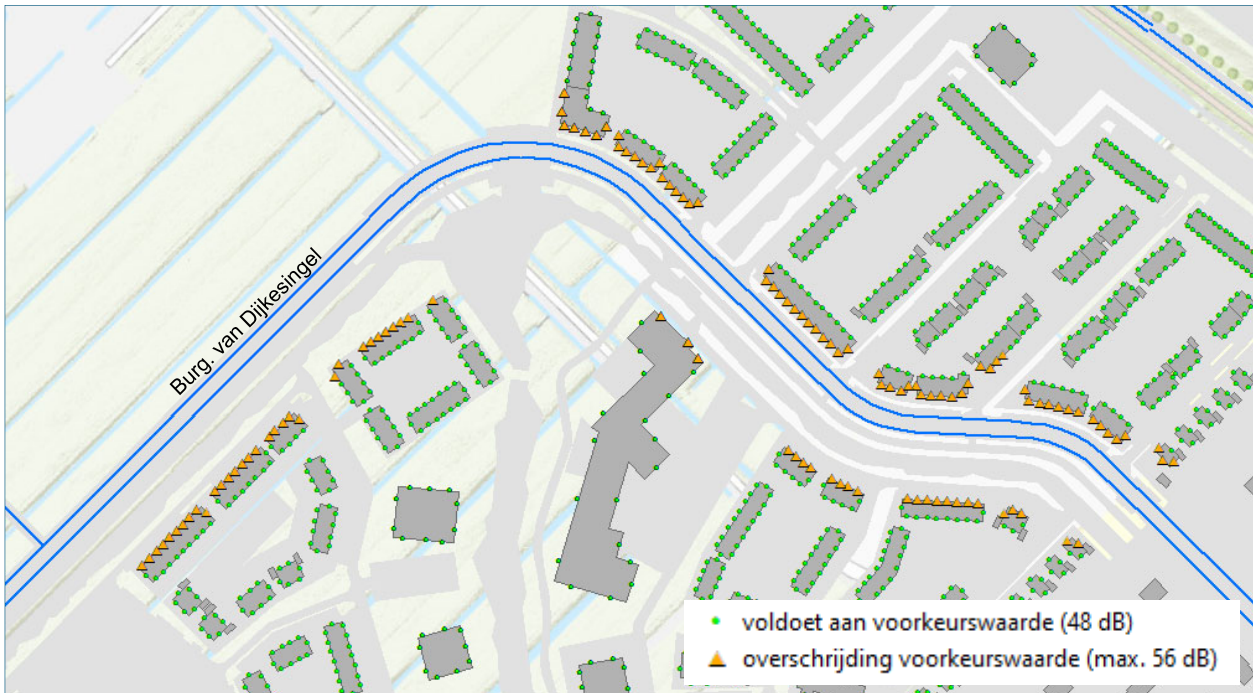 Burg. van Dijkesingel
voldoet aan voorkeurswaarde (48 dB)
overschrijding voorkeurswaarde (max. 56 dB)